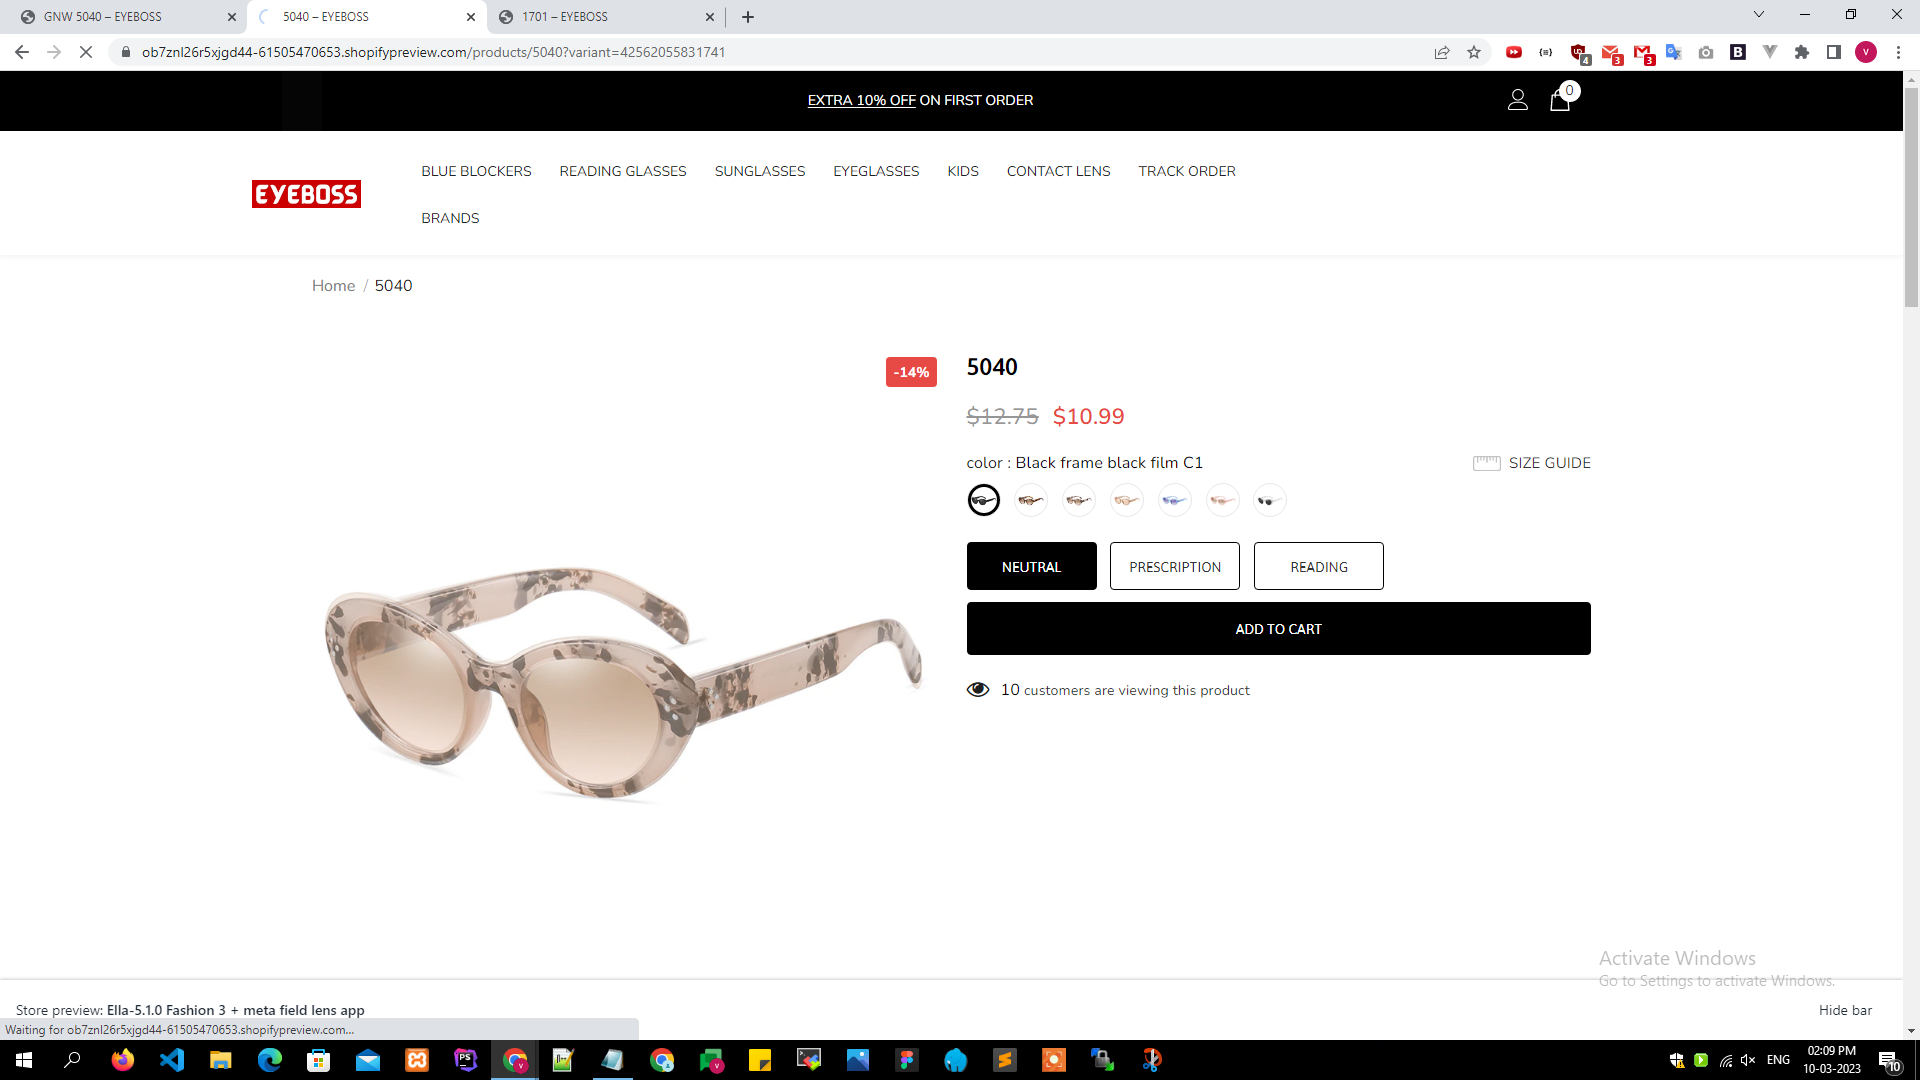 GNW 5040 – EYEBOSS
5040 – EYEBOSS
1701 – EYEBOSS
ob7znl26r5xjgd44-61505470653.shopifypreview.com/products/5040?variant=42562055831741
4
3
3
B
V
EXTRA 10% OFF ON FIRST ORDER
0
EYEBOSS
BLUE BLOCKERS READING GLASSES SUNGLASSES EYEGLASSES KIDS CONTACT LENS TRACK ORDER
BRANDS
Home / 5040
-14%
5040
$12.75 $10.99
color : Black frame black film C1
SIZE GUIDE
NEUTRAL PRESCRIPTION READING
ADD TO CART
10 customers are viewing this product
Activate Windows
Go to Settings to activate Windows.
Store preview: Ella-5.1.0 Fashion 3 + meta field lens app
Hide bar
Waiting for ob7znl26r5xjgd44-61505470653.shopifypreview.com...
PS
ENG
02:09 PM
10-03-2023
10